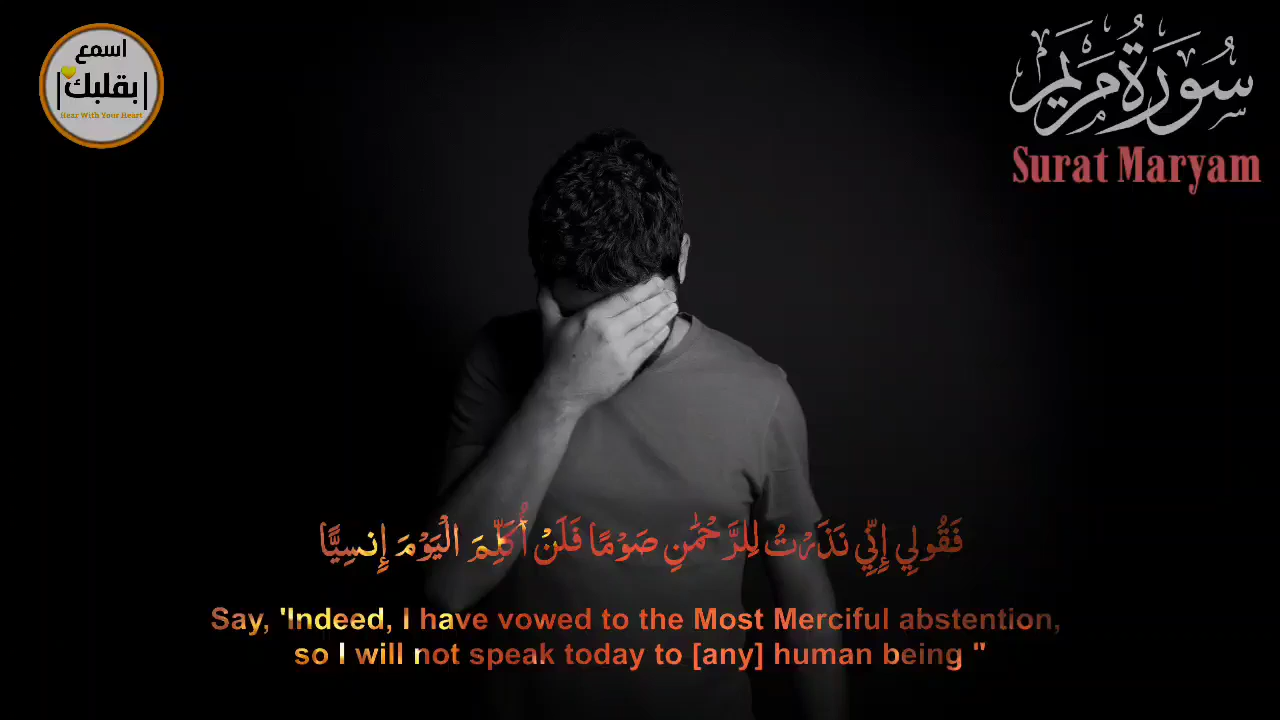 اسمع
بقلبك
Hear With Your Heart
سُورَةُ مَرْيَم
Surat Maryam
فَقُولِي إِنِّي نَذَرْتُ لِلرَّحْمَٰنِ صَوْمًا فَلَنْ أُكَلِّمَ الْيَوْمَ إِنسِيًّا
Say, 'Indeed, I have vowed to the Most Merciful abstention,
so I will not speak today to [any] human being "